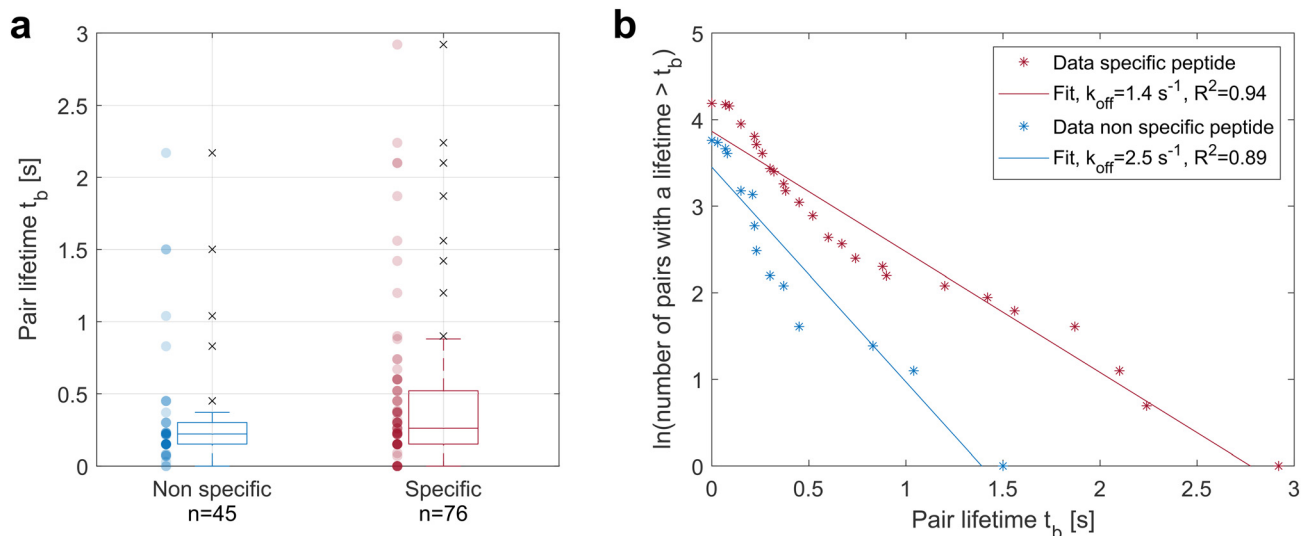 a
Pair lifetime t_b [s]
3
2.5
2
1.5
1
0.5
0
Non specific
n=45
Specific
n=76
b
ln(number of pairs with a lifetime > t_b)
5
4
3
2
1
0
0
0.5
1
1.5
2
2.5
3
Pair lifetime t_b [s]
Data specific peptide
Fit, k_off=1.4 s^-1, R^2=0.94
Data non specific peptide
Fit, k_off=2.5 s^-1, R^2=0.89